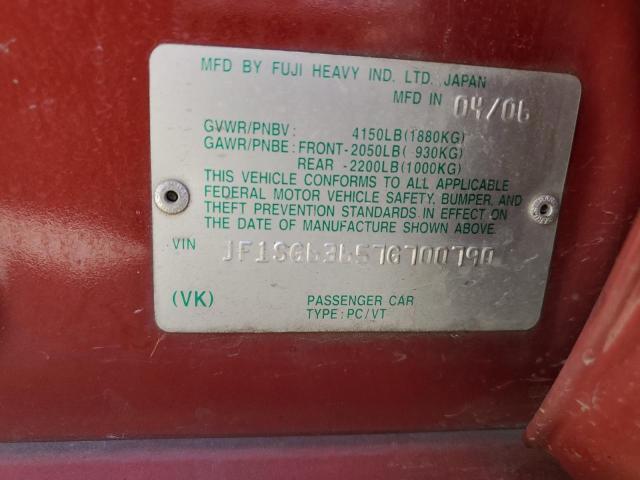 MFD BY FUJI HEAVY IND. LTD. JAPAN
MFD IN 04/06
GVWR/PNBV : 4150LB(1880KG)
GAWR/PNBE : FRONT-2050LB( 930KG)
REAR -2200LB(1000KG)
THIS VEHICLE CONFORMS TO ALL APPLICABLE
FEDERAL MOTOR VEHICLE SAFETY, BUMPER, AND
THEFT PREVENTION STANDARDS IN EFFECT ON
THE DATE OF MANUFACTURE SHOWN ABOVE.
VIN JF1SG63657G700790
(VK) PASSENGER CAR
TYPE : PC/VT